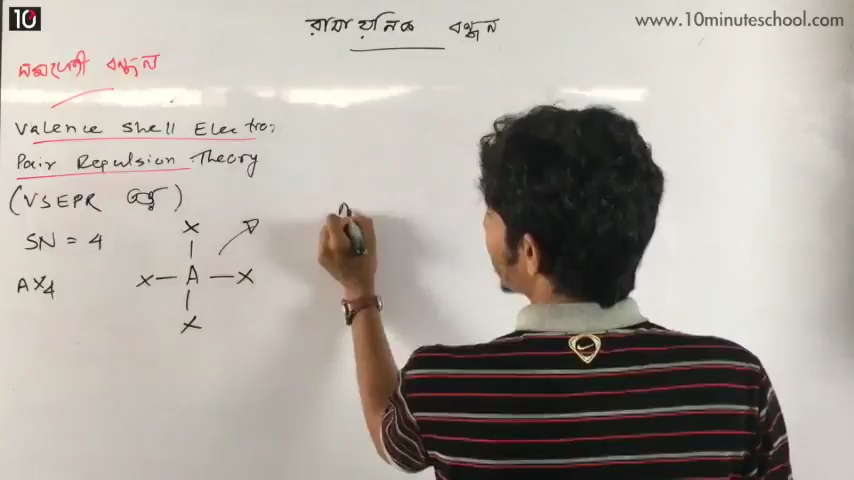 10
www.10minuteschool.com
রাসায়নিক বন্ধন
সমযোজী বন্ধন
Valence Shell Electron
Pair Repulsion Theory
(VSEPR তত্ত্ব)
SN = 4
AX4
X
X — A — X
X